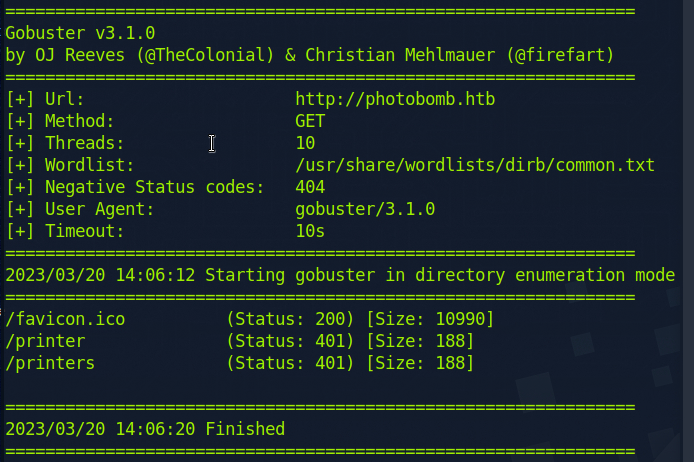 ===============================================================
Gobuster v3.1.0
by OJ Reeves (@TheColonial) & Christian Mehlmauer (@firefart)
===============================================================
[+] Url:                     http://photobomb.htb
[+] Method:                  GET
[+] Threads:                 10
[+] Wordlist:                /usr/share/wordlists/dirb/common.txt
[+] Negative Status codes:   404
[+] User Agent:              gobuster/3.1.0
[+] Timeout:                 10s
===============================================================
2023/03/20 14:06:12 Starting gobuster in directory enumeration mode
===============================================================
/favicon.ico          (Status: 200) [Size: 10990]
/printer              (Status: 401) [Size: 188]
/printers             (Status: 401) [Size: 188]
===============================================================
2023/03/20 14:06:20 Finished
===============================================================